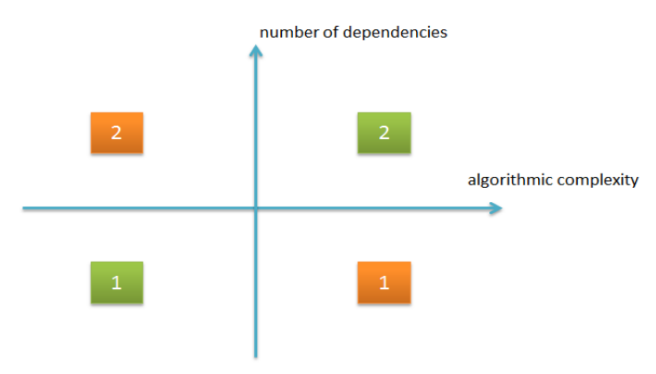 number of dependencies
2
2
algorithmic complexity
1
1